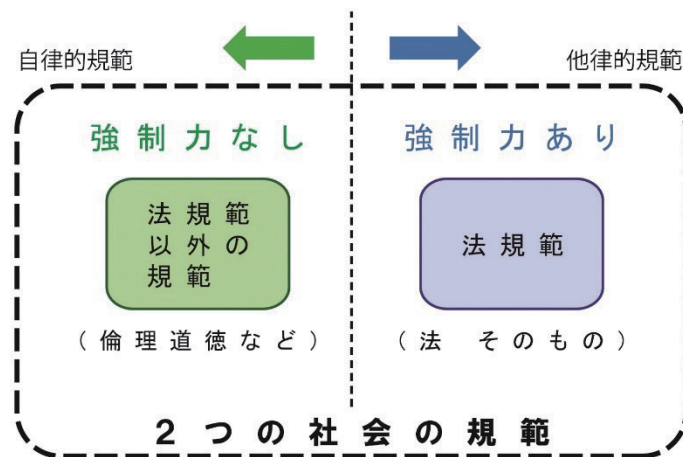 自律的規範
他律的規範
強制力なし
強制力あり
法規範
以外の
規範
法規範
(倫理道徳など)
(法 そのもの)
2つの社会の規範